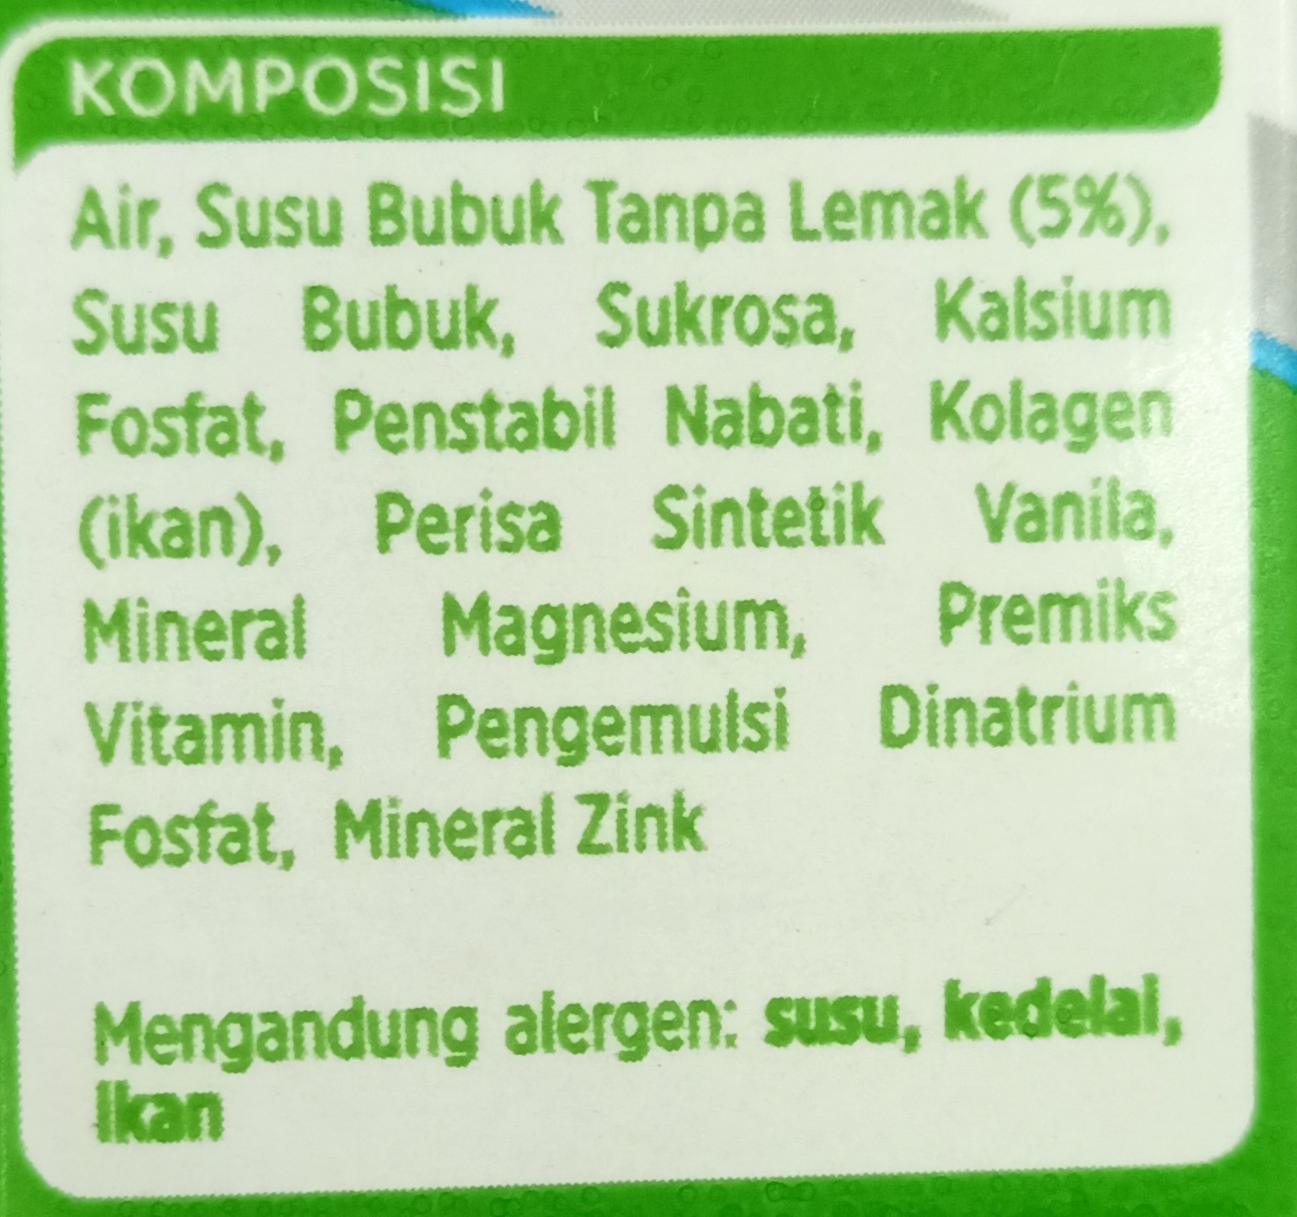 KOMPOSISI
Air, Susu Bubuk Tanpa Lemak (5%),
Susu Bubuk, Sukrosa, Kalsium
Fosfat, Penstabil Nabati, Kolagen
(ikan), Perisa Sintetik Vanila,
Mineral Magnesium, Premiks
Vitamin, Pengemulsi Dinatrium
Fosfat, Mineral Zink
Mengandung alergen: susu, kedelai,
ikan